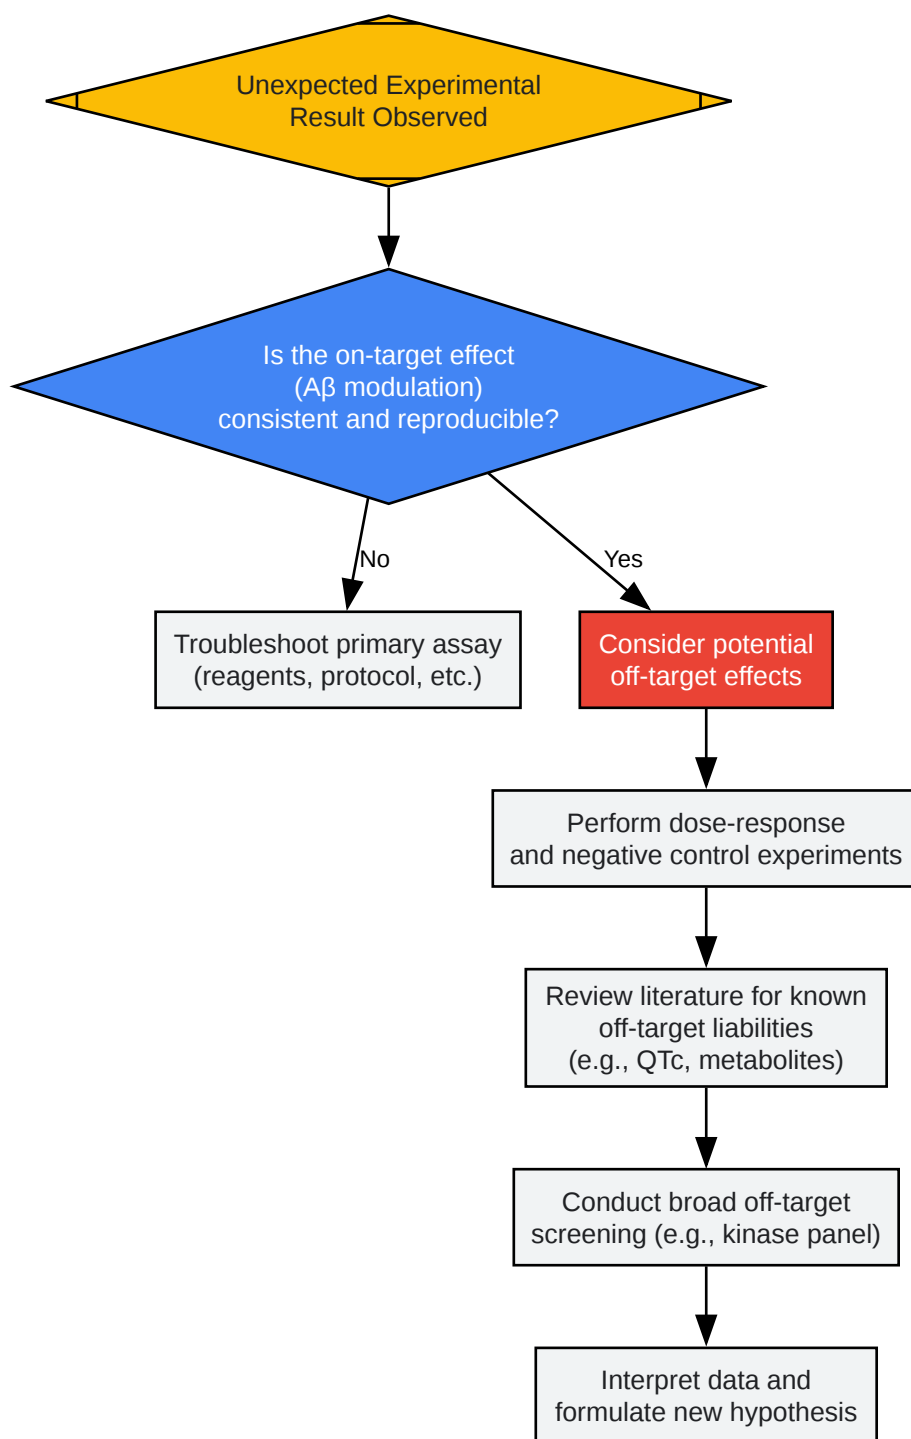 Unexpected Experimental
Result Observed
Is the on-target effect
(Aβ modulation)
consistent and reproducible?
No
Yes
Troubleshoot primary assay
(reagents, protocol, etc.)
Consider potential
off-target effects
Perform dose-response
and negative control experiments
Review literature for known
off-target liabilities
(e.g., QTc, metabolites)
Conduct broad off-target
screening (e.g., kinase panel)
Interpret data and
formulate new hypothesis